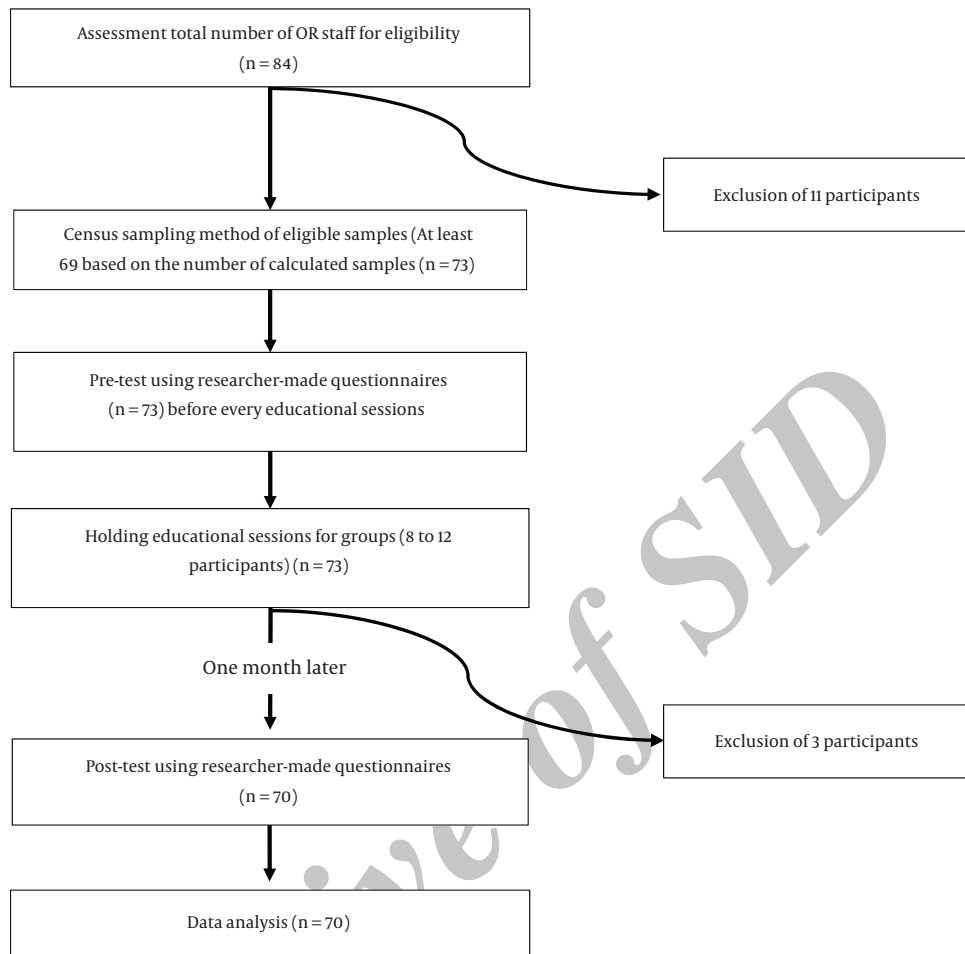 Assessment total number of OR staff for eligibility
(n = 84)
Exclusion of 11 participants
Census sampling method of eligible samples (At least
69 based on the number of calculated samples (n = 73)
Pre-test using researcher-made questionnaires
(n = 73) before every educational sessions
Holding educational sessions for groups (8 to 12
participants) (n = 73)
One month later
Exclusion of 3 participants
Post-test using researcher-made questionnaires
(n = 70)
Data analysis (n = 70)
ive of SID